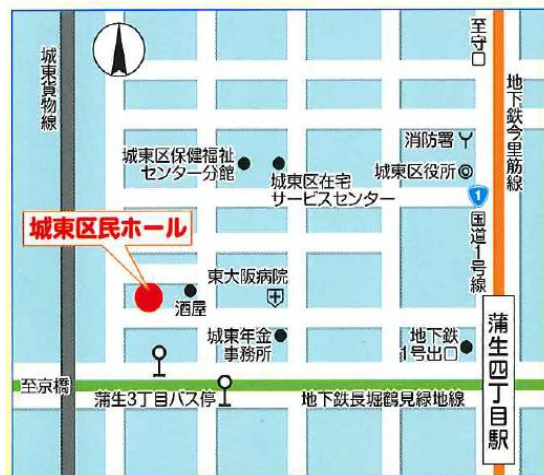 至守口
城東貨物線
地下鉄今里筋線
消防署
城東区保健福祉
センター分館
城東区役所
城東区在宅
サービスセンター
1
国道1号線
城東区民ホール
東大阪病院
酒屋
城東年金
事務所
地下鉄
1号出口
蒲生四丁目駅
至京橋
蒲生3丁目バス停
地下鉄長堀鶴見緑地線